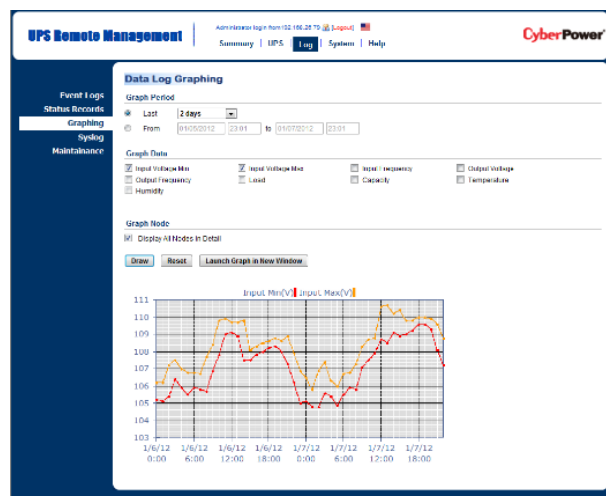 Administrator login from 192.168.26.79 [Logout]
UPS Remote Management
Summary | UPS | Log | System | Help
CyberPower
Data Log Graphing
Event Logs
Status Records
Graphing
Syslog
Maintainance
Graph Period
Last 2 days
From 01/05/2012 23:01 to 01/07/2012 23:01
Graph Data
Input Voltage Min Input Voltage Max Input Frequency Output Voltage
Output Frequency Load Capacity Temperature
Humidity
Graph Node
Display All Nodes In Detail
Draw Reset Launch Graph in New Window
Input Min(V) Input Max(V)
111
110
109
108
107
106
105
104
103
1/6/12 1/6/12 1/6/12 1/6/12 1/7/12 1/7/12 1/7/12 1/7/12
0:00 6:00 12:00 18:00 0:00 6:00 12:00 18:00